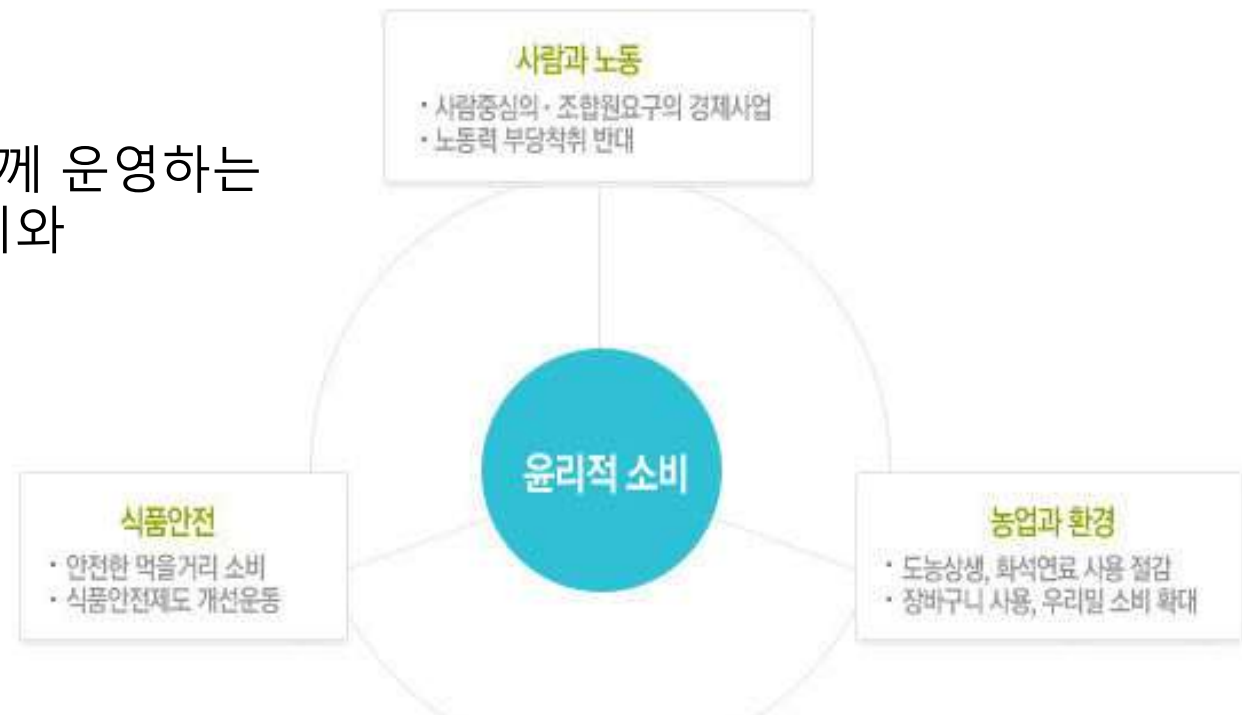 사람과 노동
· 사람중심의 · 조합원요구의 경제사업
· 노동력 부당착취 반대
운영하는
윤리적 소비
식품안전
· 안전한 먹을거리 소비
· 식품안전제도 개선운동
농업과 환경
· 도농상생, 화석연료 사용 절감
· 장바구니 사용, 우리밀 소비 확대